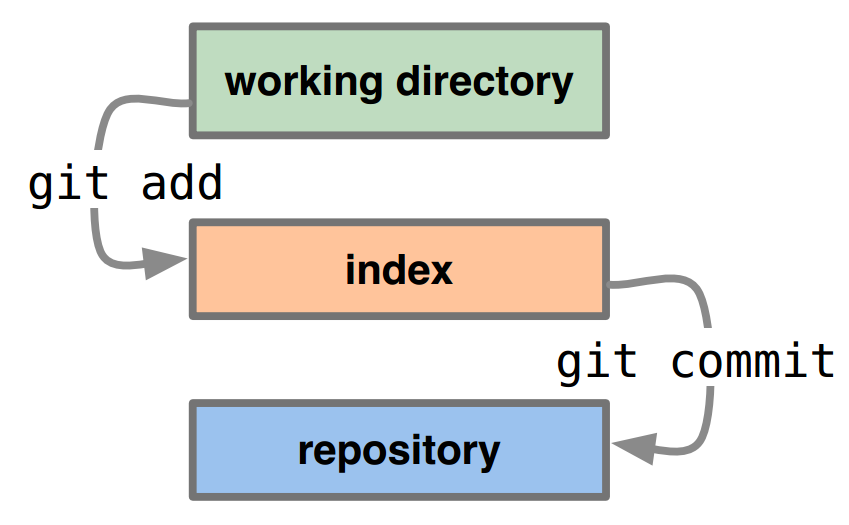 working directory
git add
index
git commit
repository